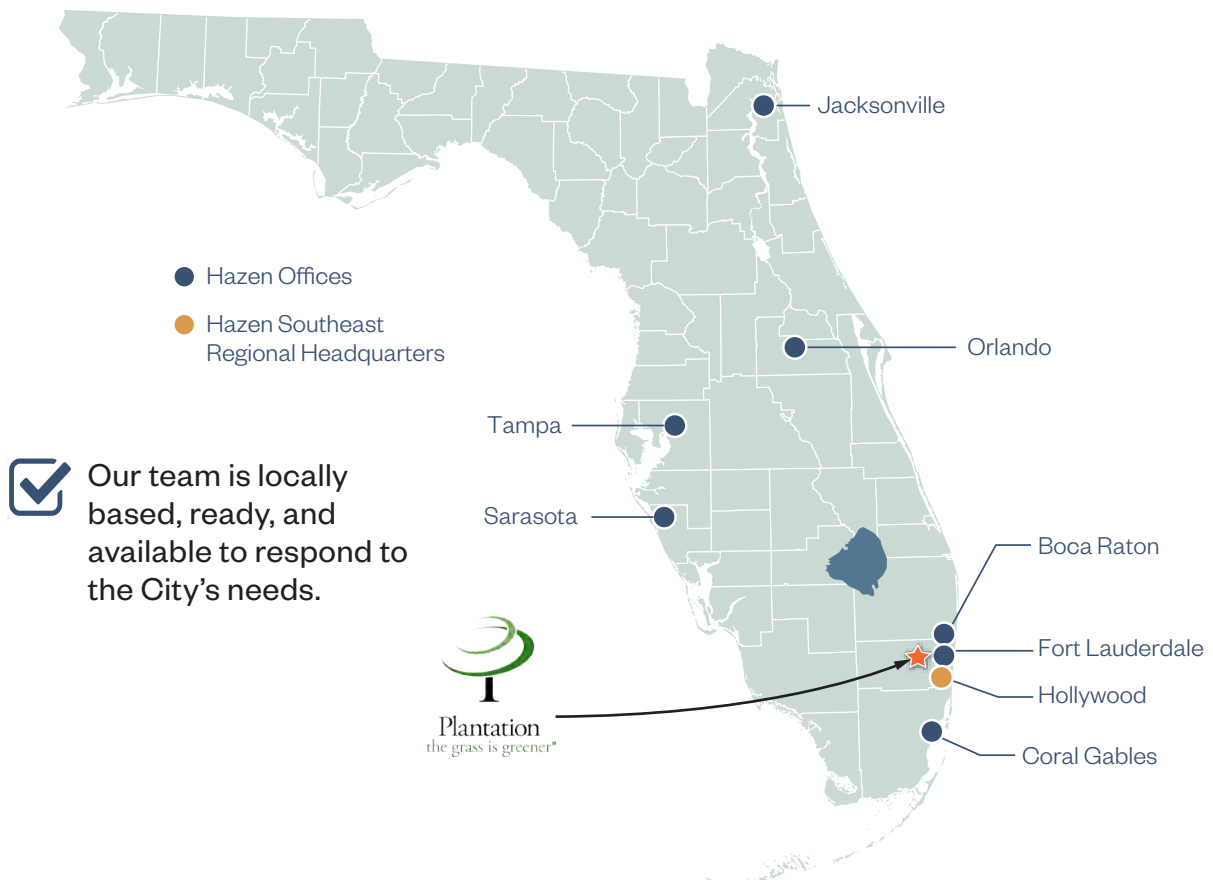 Jacksonville
Hazen Offices
Hazen Southeast
Regional Headquarters
Orlando
Tampa
Our team is locally
based, ready, and
available to respond to
the City's needs.
Sarasota
Boca Raton
Fort Lauderdale
Hollywood
Plantation
the grass is greener®
Coral Gables